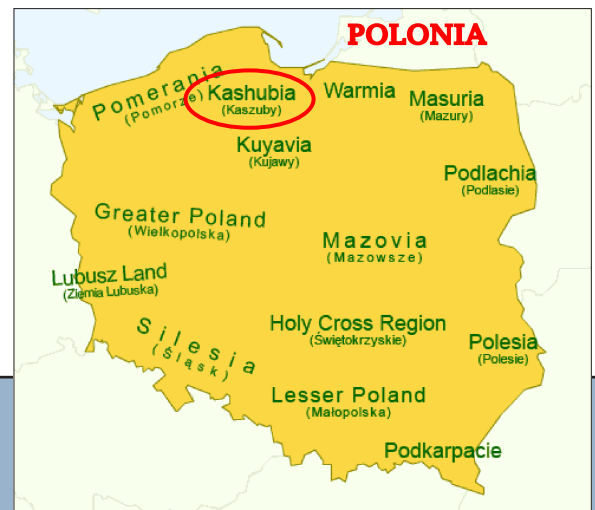 POLONIA
Pomerania
(Pomorze)
Kashubia
(Kaszuby)
Warmia
Masuria
(Mazury)
Kuyavia
(Kujawy)
Podlachia
(Podlasie)
Greater Poland
(Wielkopolska)
Mazovia
(Mazowsze)
Lubusz Land
(Ziemia Lubuska)
Silesia
(Śląsk)
Holy Cross Region
(Świętokrzyskie)
Polesia
(Polesie)
Lesser Poland
(Małopolska)
Podkarpacie